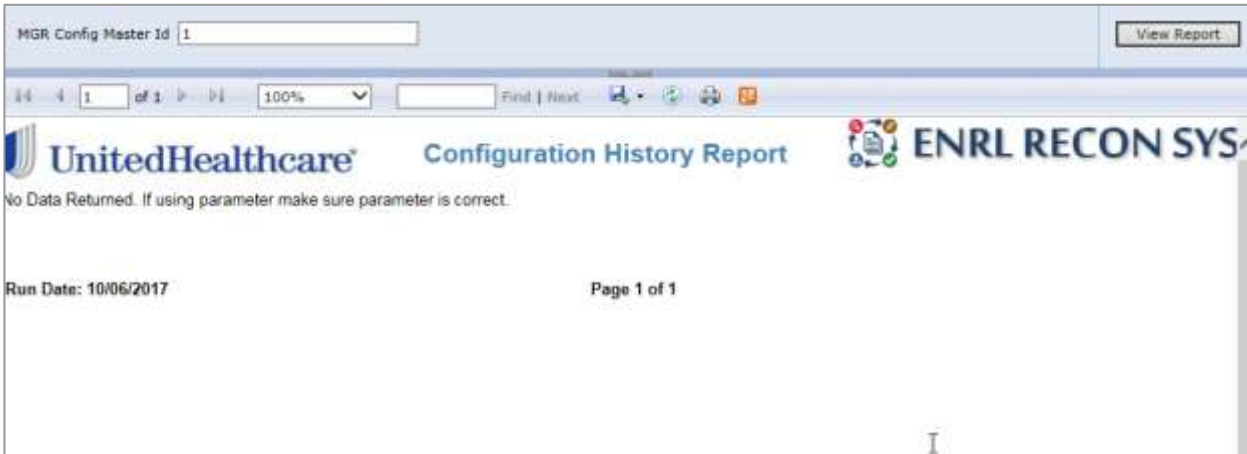 MGR Config Master Id 1 View Report
1 of 1 100% Find | Next
UnitedHealthcare® Configuration History Report ENRL RECON SYS
No Data Returned. If using parameter make sure parameter is correct.
Run Date: 10/06/2017 Page 1 of 1